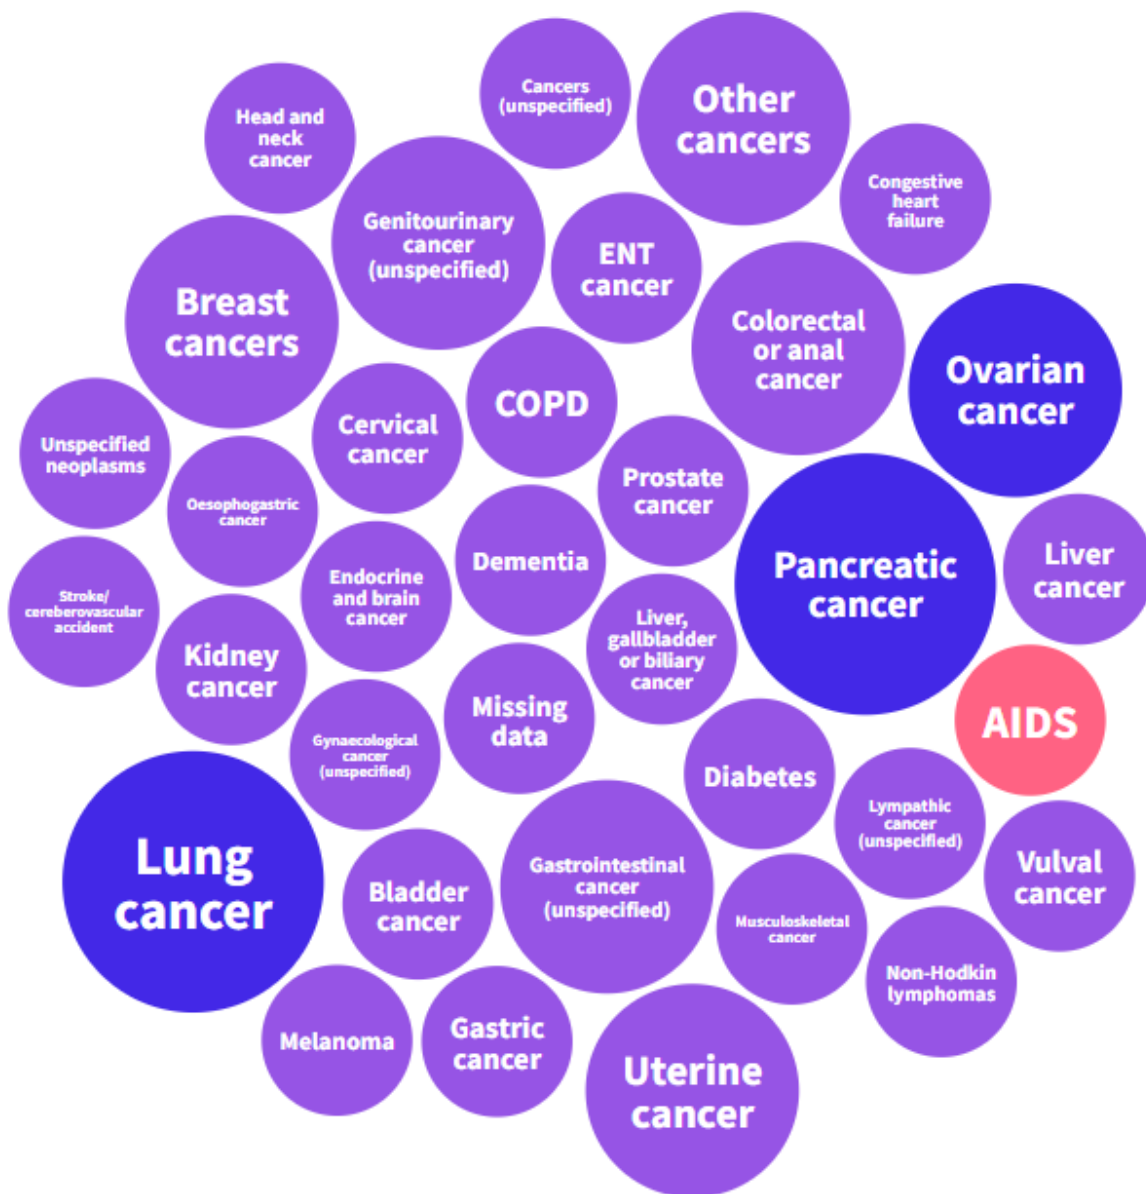 Cancers
(unspecified)
Other
cancers
Head and
neck
cancer
Congestive
heart
failure
Genitourinary
cancer
(unspecified)
ENT
cancer
Breast
cancers
Colorectal
or anal
cancer
Ovarian
cancer
COPD
Cervical
cancer
Unspecified
neoplasms
Prostate
cancer
Oesophogastric
cancer
Dementia
Pancreatic
cancer
Liver
cancer
Endocrine
and brain
cancer
Stroke/
cereberovascular
accident
Liver,
gallbladder
or biliary
cancer
Kidney
cancer
Missing
data
AIDS
Gynaecological
cancer
(unspecified)
Diabetes
Lympathic
cancer
(unspecified)
Vulval
cancer
Lung
cancer
Bladder
cancer
Gastrointestinal
cancer
(unspecified)
Musculoskeletal
cancer
Non-Hodkin
lymphomas
Melanoma
Gastric
cancer
Uterine
cancer